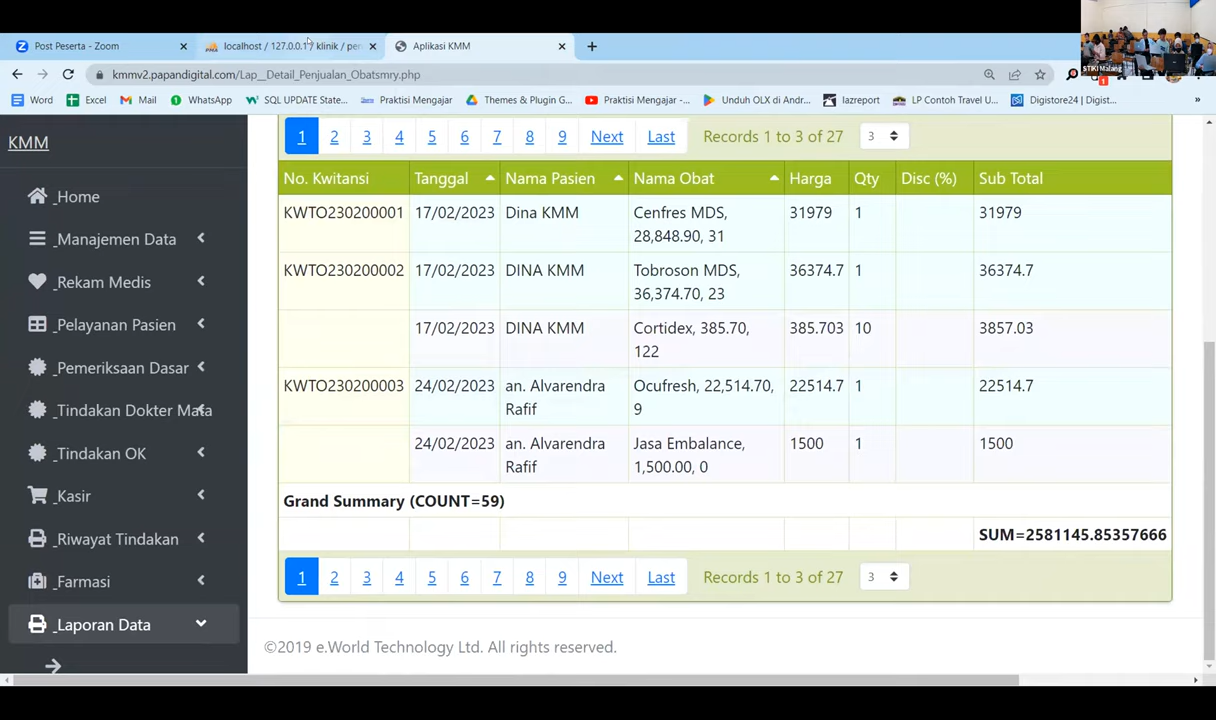 Post Peserta - Zoom
localhost / 127.0.0.1 / klinik / pen
Aplikasi KMM
kmmv2.papandigital.com/Lap__Detail_Penjualan_Obatsmry.php
Word Excel Mail WhatsApp SQL UPDATE State... Praktisi Mengajar Themes & Plugin G... Praktisi Mengajar -... Unduh OLX di An... lazreport LP Contoh Travel U... Digistore24 | Digist... »
STIKI Malang
1
KMM
_Home
_Manajemen Data
_Rekam Medis
_Pelayanan Pasien
_Pemeriksaan Dasar
_Tindakan Dokter Mata
_Tindakan OK
_Kasir
_Riwayat Tindakan
_Farmasi
_Laporan Data
1 2 3 4 5 6 7 8 9 Next Last Records 1 to 3 of 27 3
No. Kwitansi Tanggal Nama Pasien Nama Obat Harga Qty Disc (%) Sub Total
KWTO230200001 17/02/2023 Dina KMM Cenfres MDS, 31979 1 31979
28,848.90, 31
KWTO230200002 17/02/2023 DINA KMM Tobroson MDS, 36374.7 1 36374.7
36,374.70, 23
17/02/2023 DINA KMM Cortidex, 385.70, 385.703 10 3857.03
122
KWTO230200003 24/02/2023 an. Alvarendra Ocufresh, 22,514.70, 22514.7 1 22514.7
Rafif 9
24/02/2023 an. Alvarendra Jasa Embalance, 1500 1 1500
Rafif 1,500.00, 0
Grand Summary (COUNT=59)
SUM=2581145.85357666
1 2 3 4 5 6 7 8 9 Next Last Records 1 to 3 of 27 3
©2019 e.World Technology Ltd. All rights reserved.